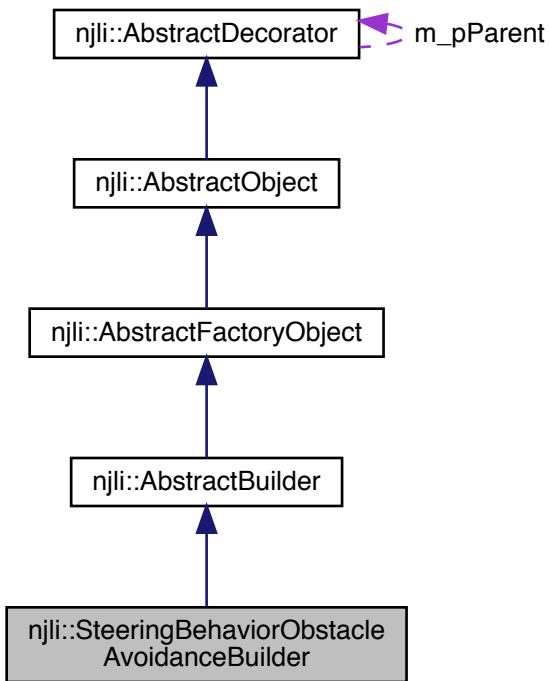 njli::AbstractDecorator
m_pParent
njli::AbstractObject
njli::AbstractFactoryObject
njli::AbstractBuilder
njli::SteeringBehaviorObstacle
AvoidanceBuilder